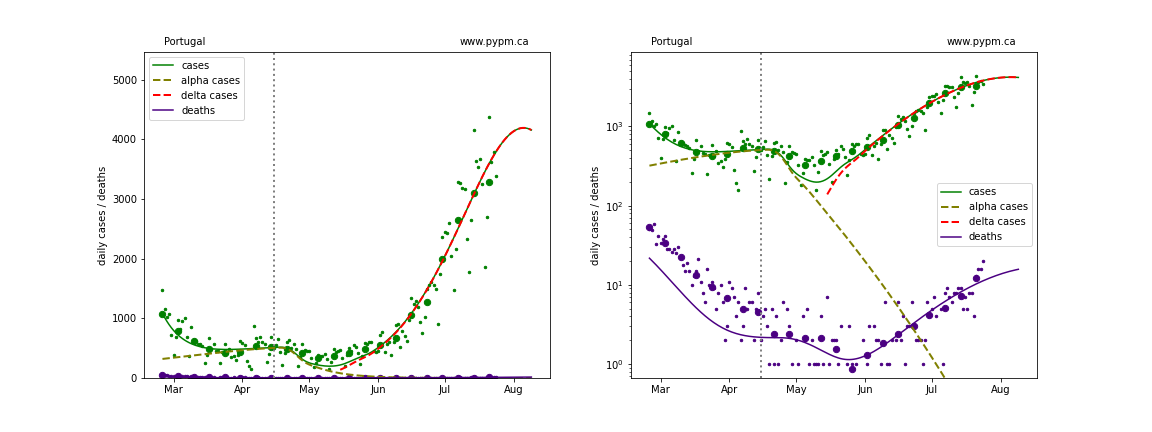 Portugal
www.pypm.ca
cases
alpha cases
delta cases
deaths
daily cases / deaths
5000
4000
3000
2000
1000
0
Mar
Apr
May
Jun
Jul
Aug
Portugal
www.pypm.ca
cases
alpha cases
delta cases
deaths
daily cases / deaths
10³
10²
10¹
10⁰
Mar
Apr
May
Jun
Jul
Aug